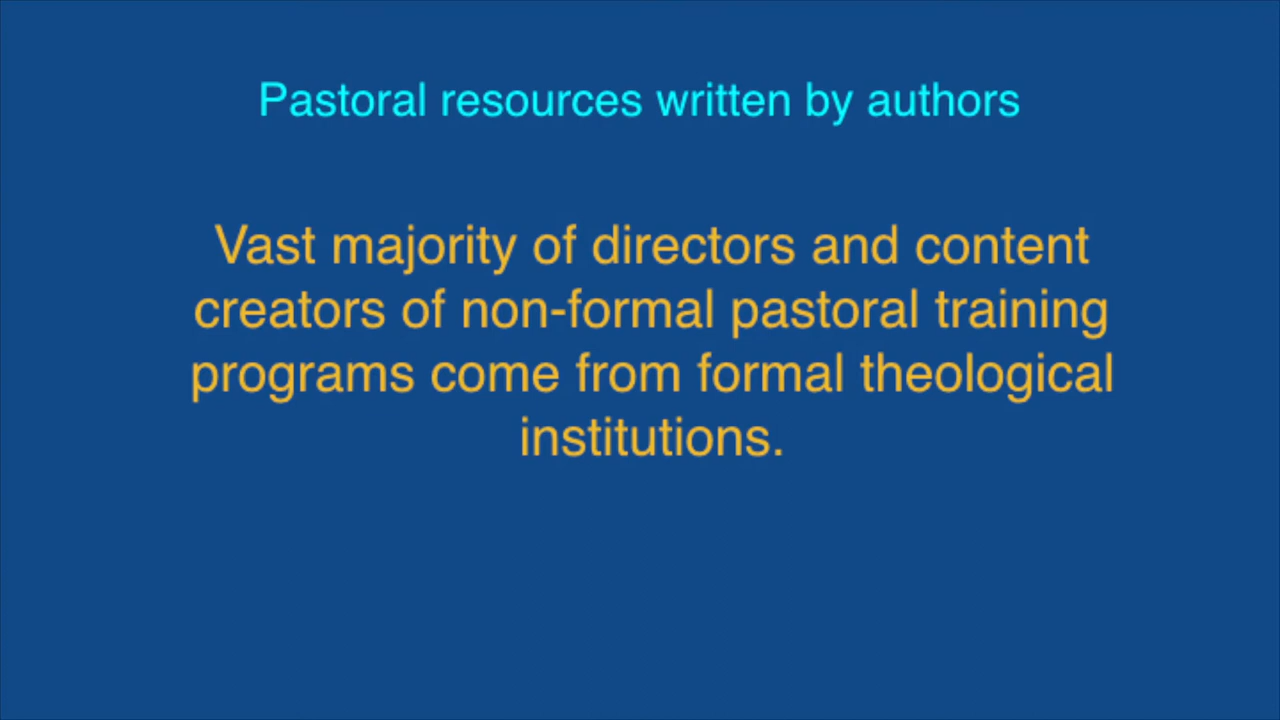 Pastoral resources written by authors
Vast majority of directors and content
creators of non-formal pastoral training
programs come from formal theological
institutions.